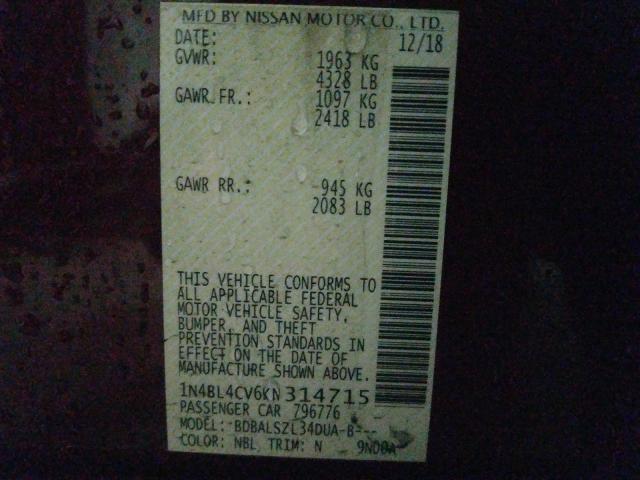 MFD BY NISSAN MOTOR CO., LTD.
DATE: 12/18
GVWR: 1963 KG
4328 LB
GAWR FR.: 1097 KG
2418 LB
GAWR RR.: 945 KG
2083 LB
THIS VEHICLE CONFORMS TO
ALL APPLICABLE FEDERAL
MOTOR VEHICLE SAFETY,
BUMPER, AND THEFT
PREVENTION STANDARDS IN
EFFECT ON THE DATE OF
MANUFACTURE SHOWN ABOVE.
1N4BL4CV6KN314715
PASSENGER CAR 796776
MODEL: BDBALSZL34DUA-B---
COLOR: NBL TRIM: N